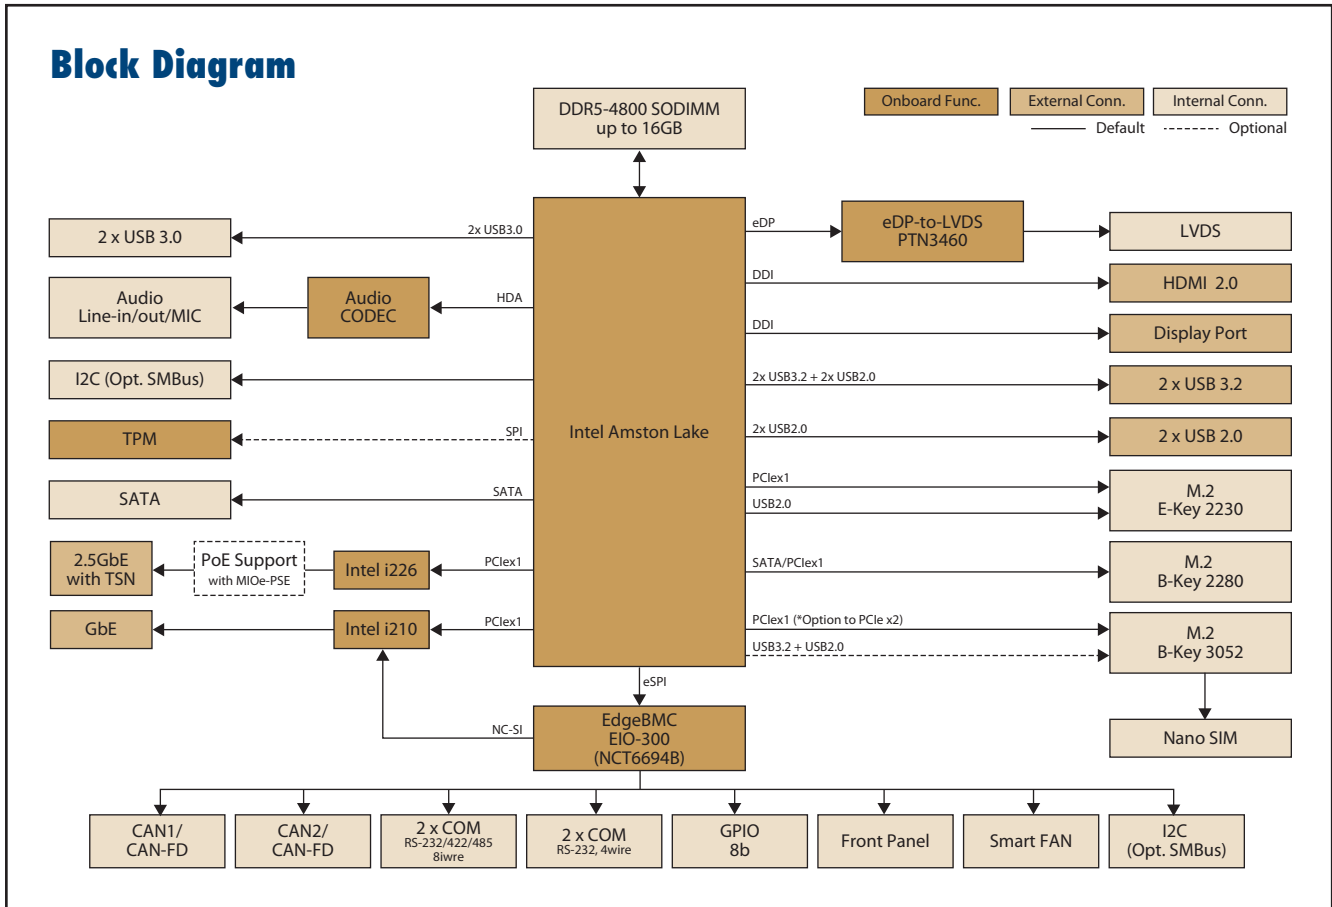 Block Diagram
DDR5-4800 SODIMM
up to 16GB
Onboard Func.
External Conn.
Internal Conn.
Default
Optional
2 x USB 3.0
2x USB3.0
Audio
Line-in/out/MIC
Audio
CODEC
HDA
I2C (Opt. SMBus)
TPM
SPI
SATA
SATA
2.5GbE
with TSN
PoE Support
with MIOe-PSE
Intel i226
PCIex1
GbE
Intel i210
PCIex1
Intel Amston Lake
eDP
eDP-to-LVDS
PTN3460
LVDS
DDI
HDMI 2.0
DDI
Display Port
2x USB3.2 + 2x USB2.0
2 x USB 3.2
2x USB2.0
2 x USB 2.0
PCIex1
USB2.0
M.2
E-Key 2230
SATA/PCIex1
M.2
B-Key 2280
PCIex1 (*Option to PCIe x2)
USB3.2 + USB2.0
M.2
B-Key 3052
Nano SIM
eSPI
NC-SI
EdgeBMC
EIO-300
(NCT6694B)
CAN1/
CAN-FD
CAN2/
CAN-FD
2 x COM
RS-232/422/485
8iwre
2 x COM
RS-232, 4wire
GPIO
8b
Front Panel
Smart FAN
I2C
(Opt. SMBus)